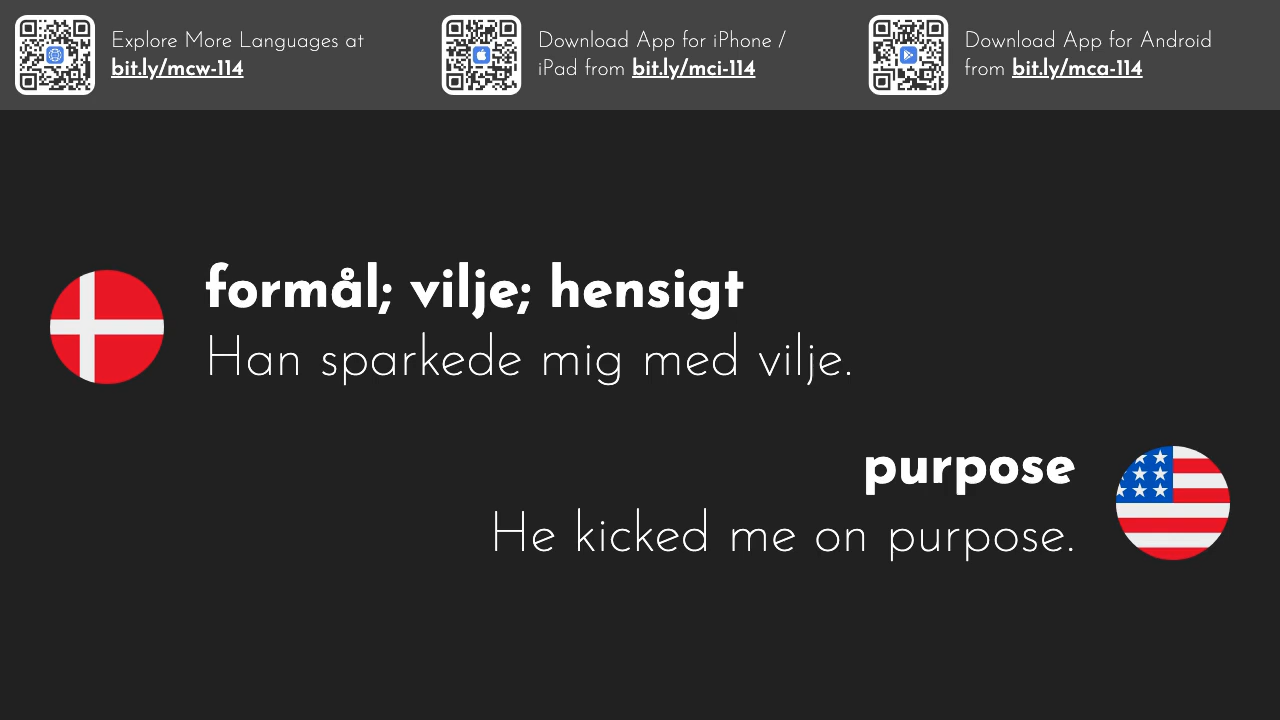 Explore More Languages at
bit.ly/mcw-114
Download App for iPhone /
iPad from bit.ly/mci-114
Download App for Android
from bit.ly/mca-114
formål; vilje; hensigt
Han sparkede mig med vilje.
purpose
He kicked me on purpose.